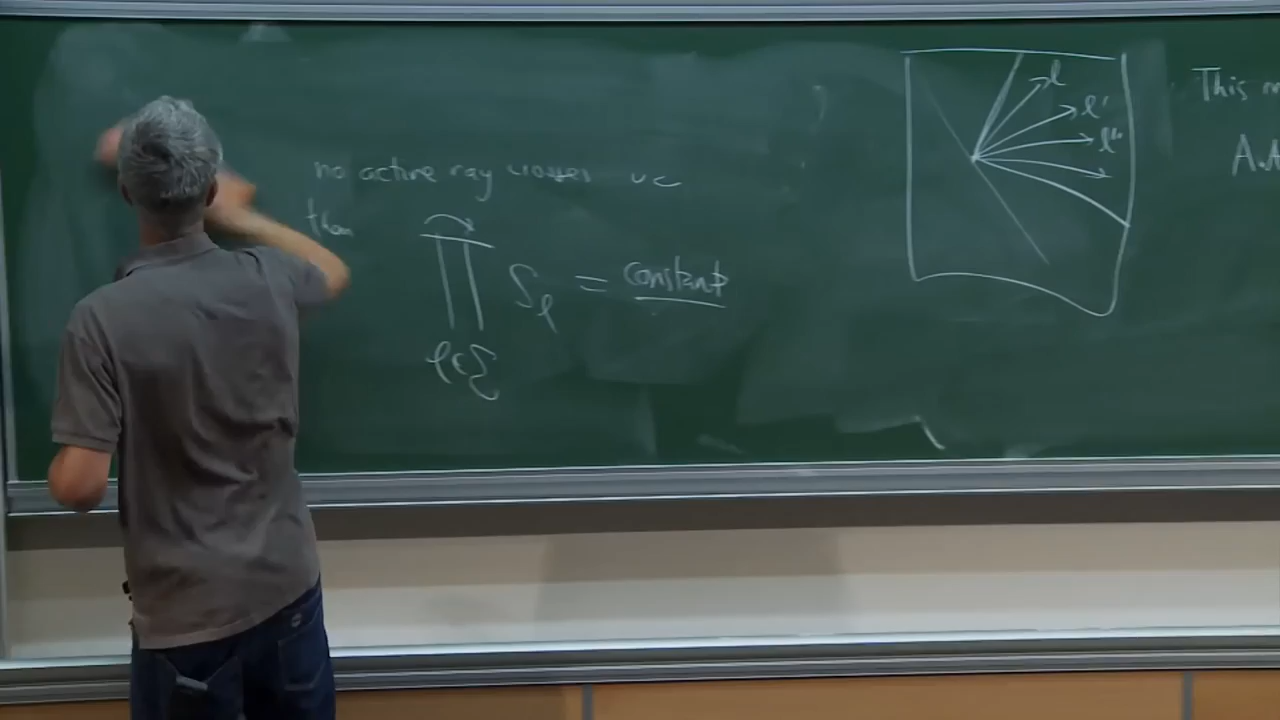 no active ray crosses
then
∏ S_ℓ = constant
ℓ∈Σ
ℓ
ℓ'
ℓ''
This
A.